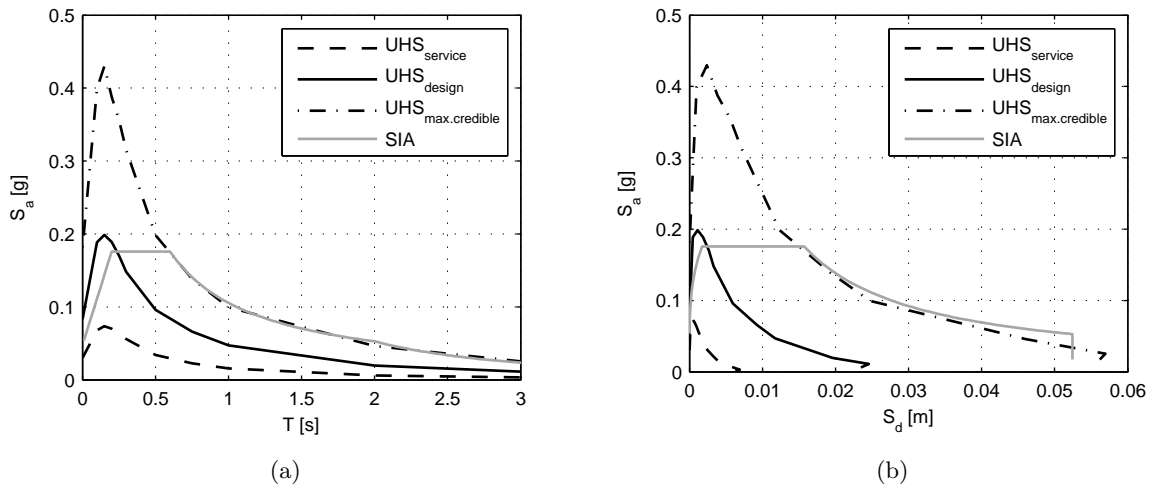 0.5
0.4
0.3
0.2
0.1
0
S_a [g]
0 0.5 1 1.5 2 2.5 3
T [s]
UHS_service
UHS_design
UHS_max.credible
SIA
(a)
0.5
0.4
0.3
0.2
0.1
0
S_a [g]
0 0.01 0.02 0.03 0.04 0.05 0.06
S_d [m]
UHS_service
UHS_design
UHS_max.credible
SIA
(b)